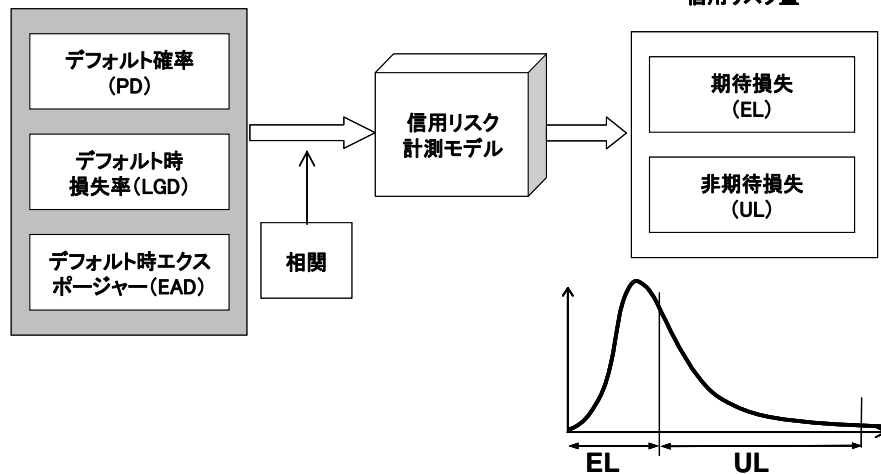 デフォルト確率
(PD)
デフォルト時
損失率(LGD)
デフォルト時エクス
ポージャー(EAD)
相関
信用リスク
計測モデル
信用リスク量
期待損失
(EL)
非期待損失
(UL)
EL
UL